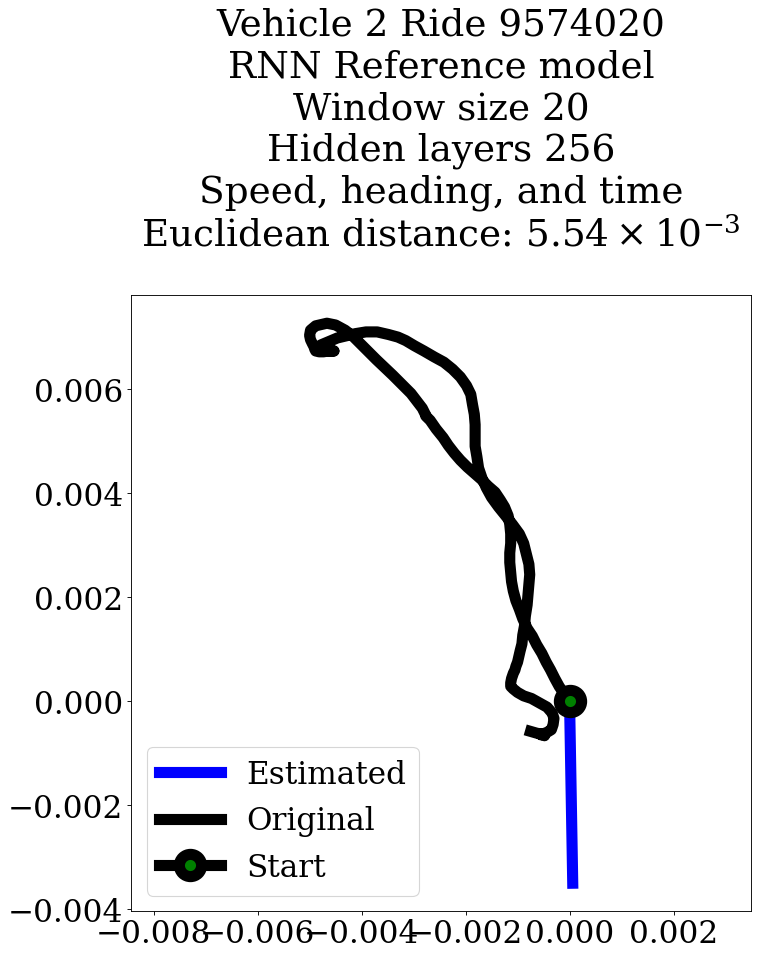 Vehicle 2 Ride 9574020
RNN Reference model
Window size 20
Hidden layers 256
Speed, heading, and time
Euclidean distance: 5.54 × 10⁻³
0.006
0.004
0.002
0.000
−0.002
−0.004
Estimated
Original
Start
−0.008 −0.006 −0.004 −0.002 0.000 0.002